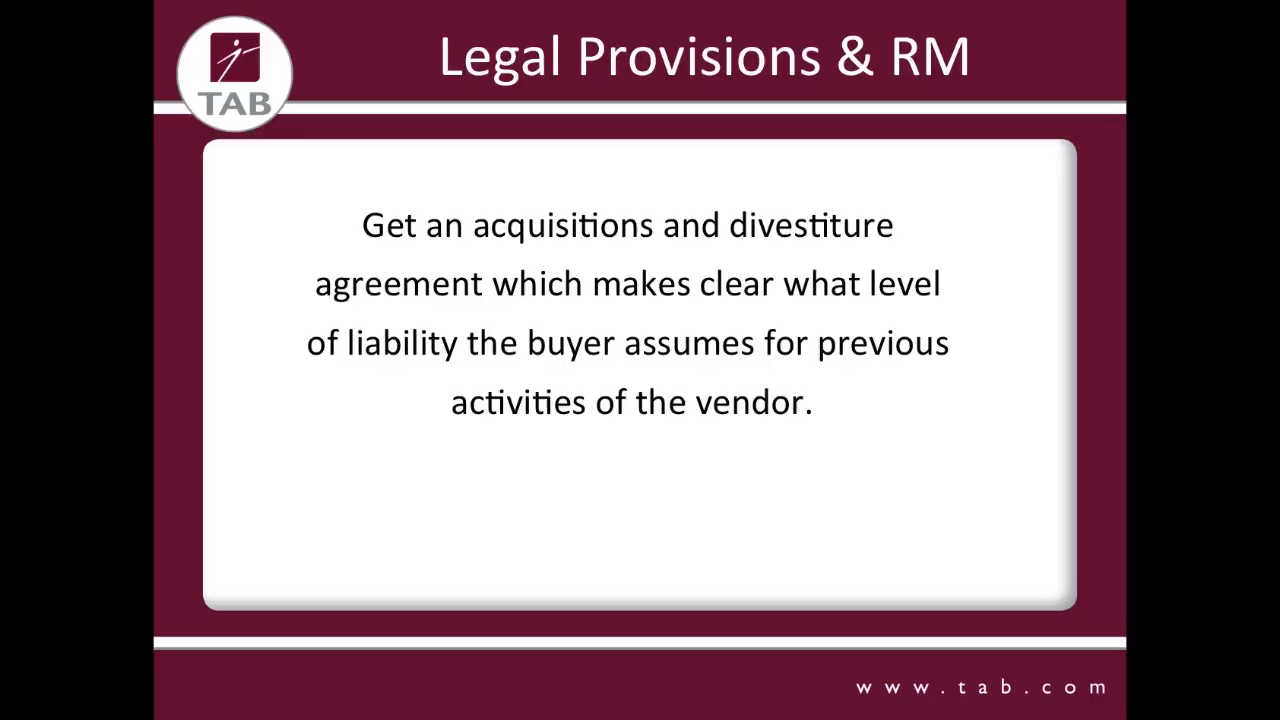 Legal Provisions & RM
TAB
Get an acquisitions and divestiture
agreement which makes clear what level
of liability the buyer assumes for previous
activities of the vendor.
www.tab.com